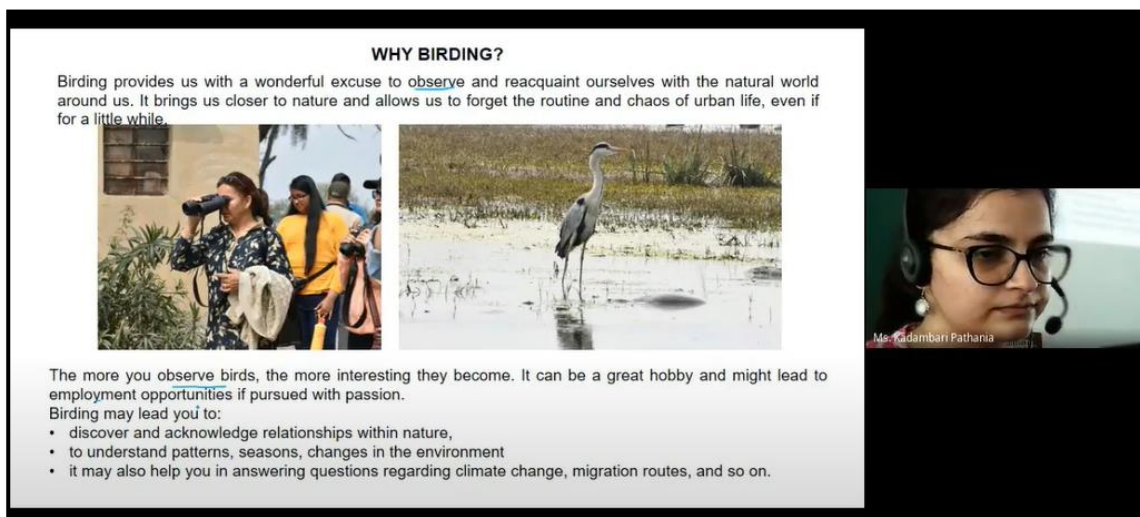 WHY BIRDING?
Birding provides us with a wonderful excuse to observe and reacquaint ourselves with the natural world
around us. It brings us closer to nature and allows us to forget the routine and chaos of urban life, even if
for a little while.
The more you observe birds, the more interesting they become. It can be a great hobby and might lead to
employment opportunities if pursued with passion.
Birding may lead you to:
• discover and acknowledge relationships within nature,
• to understand patterns, seasons, changes in the environment
• it may also help you in answering questions regarding climate change, migration routes, and so on.
Ms. Kadambari Pathania